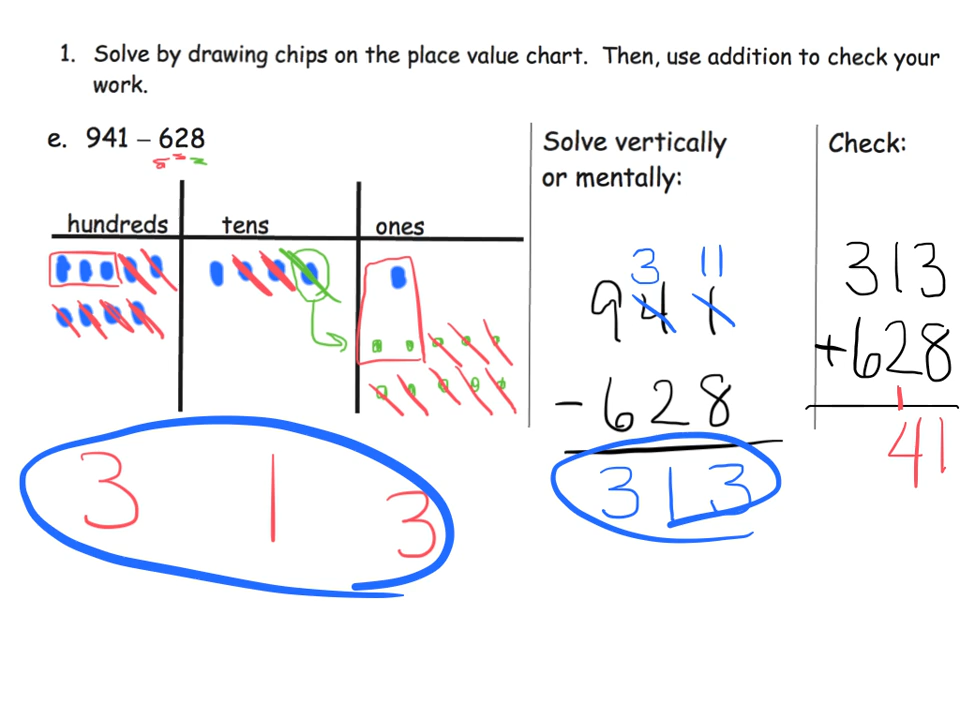 1. Solve by drawing chips on the place value chart. Then, use addition to check your
work.
e. 941 – 628
hundreds tens ones
3 1 3
Solve vertically
or mentally:
3 11
941
- 628
313
Check:
313
+628
1
41